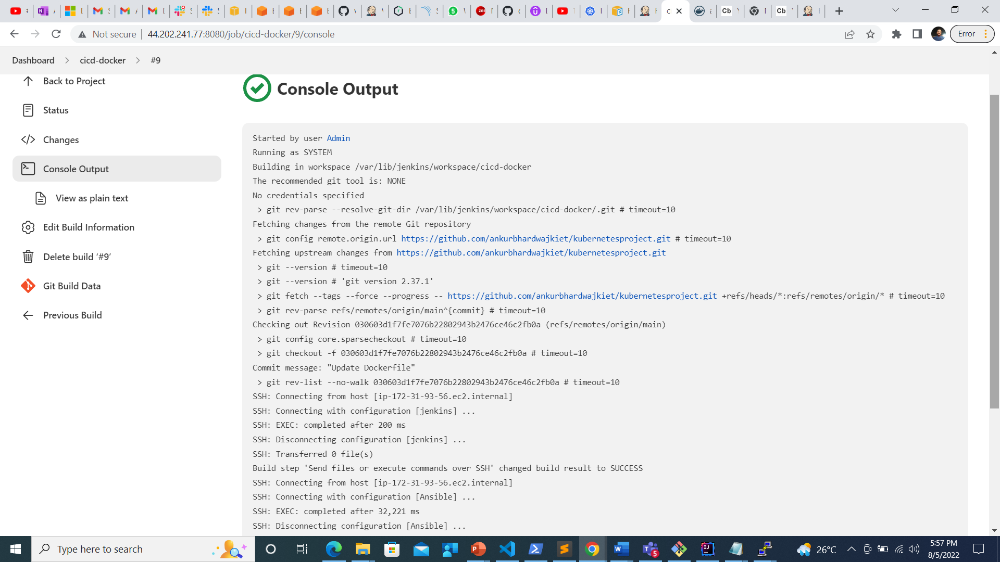 Not secure
44.202.241.77:8080/job/cicd-docker/9/console
Error
Dashboard
cicd-docker
#9
Back to Project
Status
Changes
Console Output
View as plain text
Edit Build Information
Delete build ‘#9’
Git Build Data
Previous Build
Console Output
Started by user Admin
Running as SYSTEM
Building in workspace /var/lib/jenkins/workspace/cicd-docker
The recommended git tool is: NONE
No credentials specified
> git rev-parse --resolve-git-dir /var/lib/jenkins/workspace/cicd-docker/.git # timeout=10
Fetching changes from the remote Git repository
> git config remote.origin.url https://github.com/ankurbhardwajkiet/kubernetesproject.git # timeout=10
Fetching upstream changes from https://github.com/ankurbhardwajkiet/kubernetesproject.git
> git --version # timeout=10
> git --version # 'git version 2.37.1'
> git fetch --tags --force --progress -- https://github.com/ankurbhardwajkiet/kubernetesproject.git +refs/heads/*:refs/remotes/origin/* # timeout=10
> git rev-parse refs/remotes/origin/main^{commit} # timeout=10
Checking out Revision 030603d1f7fe7076b22802943b2476ce46c2fb0a (refs/remotes/origin/main)
> git config core.sparsecheckout # timeout=10
> git checkout -f 030603d1f7fe7076b22802943b2476ce46c2fb0a # timeout=10
Commit message: "Update Dockerfile"
> git rev-list --no-walk 030603d1f7fe7076b22802943b2476ce46c2fb0a # timeout=10
SSH: Connecting from host [ip-172-31-93-56.ec2.internal]
SSH: Connecting with configuration [jenkins] ...
SSH: EXEC: completed after 200 ms
SSH: Disconnecting configuration [jenkins] ...
SSH: Transferred 0 file(s)
Build step 'Send files or execute commands over SSH' changed build result to SUCCESS
SSH: Connecting from host [ip-172-31-93-56.ec2.internal]
SSH: Connecting with configuration [Ansible] ...
SSH: EXEC: completed after 32,221 ms
SSH: Disconnecting configuration [Ansible] ...
Type here to search
26°C
5:57 PM
8/5/2022